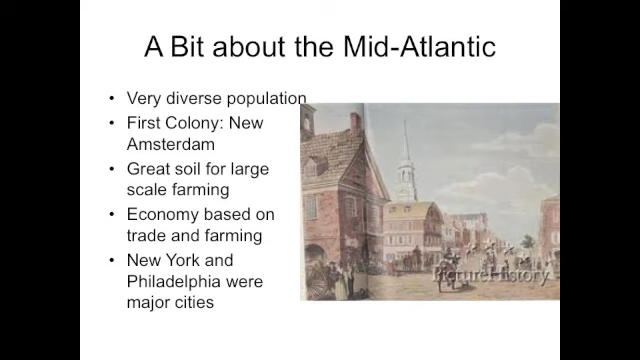 A Bit about the Mid-Atlantic
• Very diverse population
• First Colony: New
Amsterdam
• Great soil for large
scale farming
• Economy based on
trade and farming
• New York and
Philadelphia were
major cities
PictureHistory